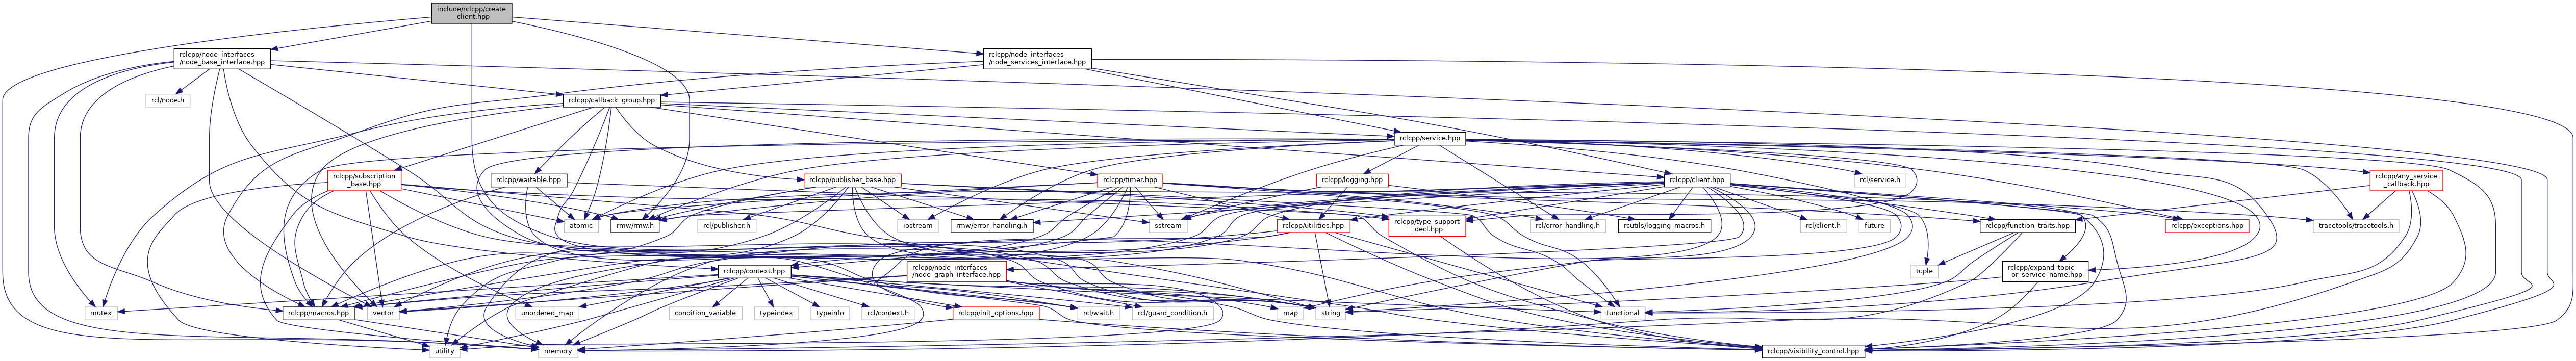 include/rclcpp/create
_client.hpp
rclcpp/node_interfaces
/node_base_interface.hpp
rclcpp/node_interfaces
/node_services_interface.hpp
rcl/node.h
rclcpp/callback_group.hpp
rclcpp/service.hpp
rclcpp/subscription
_base.hpp
rclcpp/waitable.hpp
rclcpp/publisher_base.hpp
rclcpp/timer.hpp
rclcpp/logging.hpp
rclcpp/client.hpp
rcl/service.h
rclcpp/any_service
_callback.hpp
atomic
rmw/rmw.h
rcl/publisher.h
iostream
rmw/error_handling.h
sstream
rclcpp/utilities.hpp
rclcpp/type_support
_decl.hpp
rcl/error_handling.h
rcutils/logging_macros.h
rcl/client.h
future
rclcpp/function_traits.hpp
rclcpp/exceptions.hpp
tracetools/tracetools.h
rclcpp/context.hpp
rclcpp/node_interfaces
/node_graph_interface.hpp
tuple
rclcpp/expand_topic
_or_service_name.hpp
mutex
rclcpp/macros.hpp
vector
unordered_map
condition_variable
typeindex
typeinfo
rcl/context.h
rclcpp/init_options.hpp
rcl/wait.h
rcl/guard_condition.h
map
string
functional
utility
memory
rclcpp/visibility_control.hpp